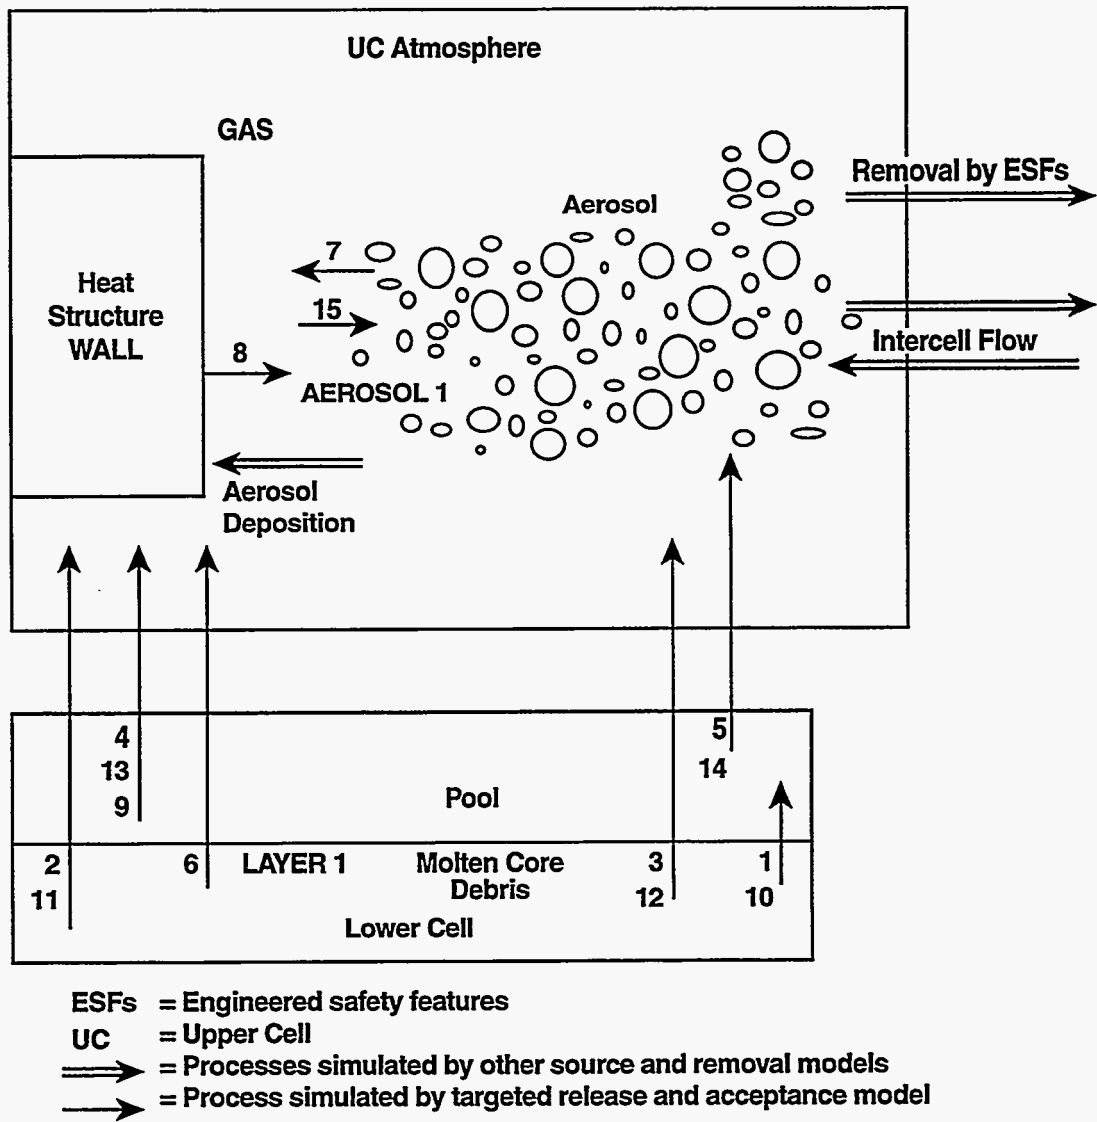 UC Atmosphere
GAS
Removal by ESFs
Aerosol
7
Heat
Structure
WALL
15
Intercell Flow
8
AEROSOL 1
Aerosol
Deposition
4
13
9
5
14
Pool
2
11
6
LAYER 1
Molten Core
Debris
3
12
1
10
Lower Cell
ESFs = Engineered safety features
UC = Upper Cell
= Processes simulated by other source and removal models
= Process simulated by targeted release and acceptance model